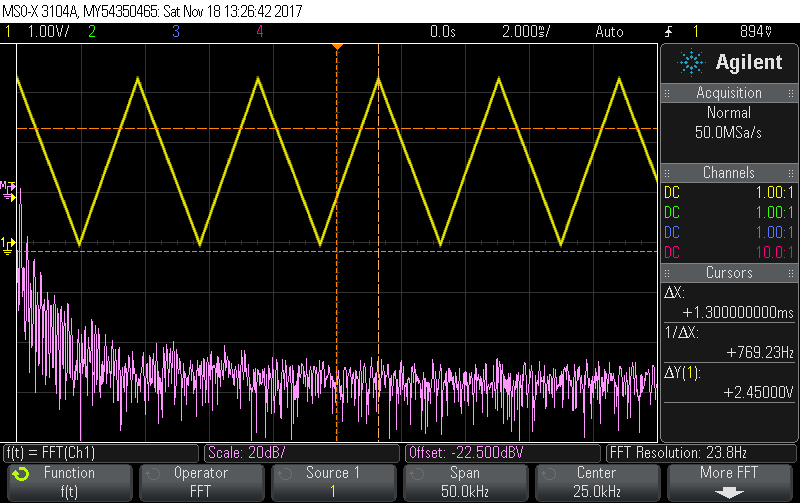 MSO-X 3104A, MY54350465: Sat Nov 18 13:26:42 2017
1 1.00V/ 2 3 4 0.0s 2.000ms/ Auto 1 894mV
Agilent
Acquisition
Normal
50.0MSa/s
Channels
DC 1.00:1
DC 1.00:1
DC 1.00:1
DC 10.0:1
Cursors
ΔX:
+1.300000000ms
1/ΔX:
+769.23Hz
ΔY(1):
+2.45000V
M
1
f(t) = FFT(Ch1) Scale: 20dB/ Offset: -22.500dBV FFT Resolution: 23.8Hz
Function Operator Source 1 Span Center More FFT
f(t) FFT 1 50.0kHz 25.0kHz